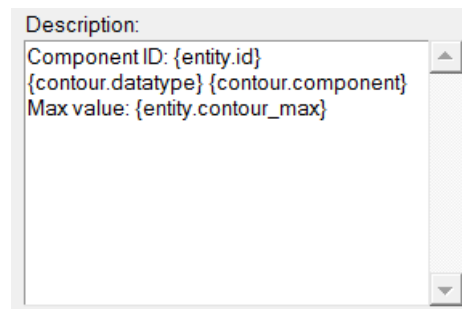 Description:
Component ID: {entity.id}
{contour.datatype} {contour.component}
Max value: {entity.contour_max}